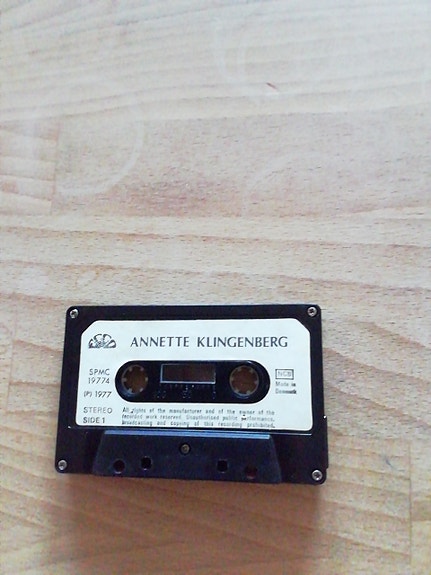 ANNETTE KLINGENBERG
SPMC
19774
(P) 1977
STEREO
SIDE 1
NCB
Made in
Denmark
All rights of the manufacturer and of the owner of the
recorded work reserved. Unauthorised public performance,
broadcasting and copying of this recording prohibited.